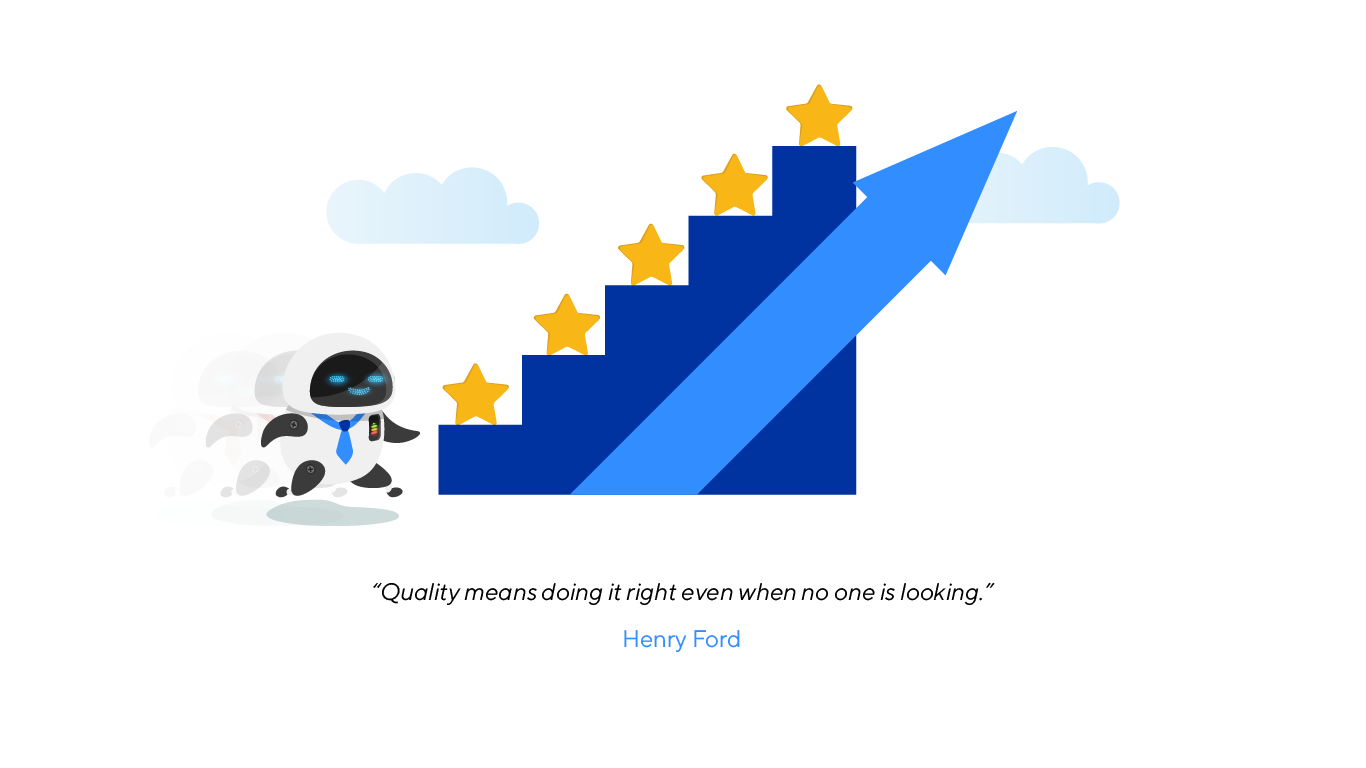 “Quality means doing it right even when no one is looking.”
Henry Ford